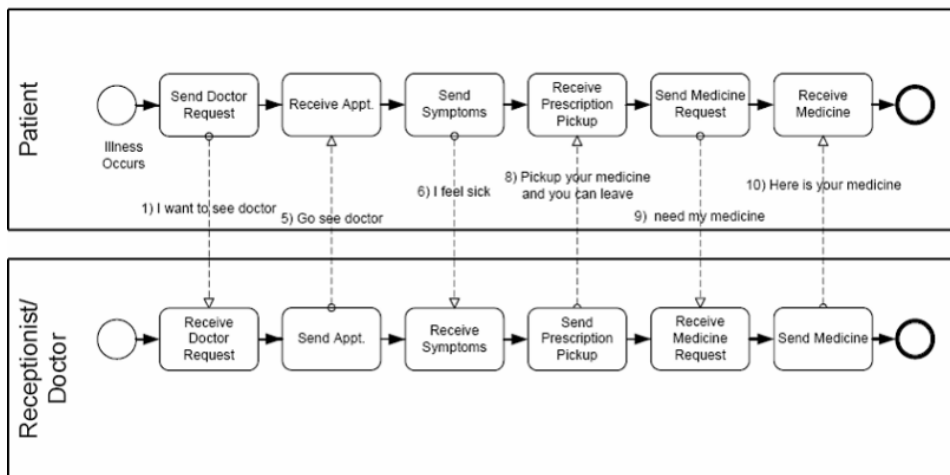 Patient
Send Doctor
Request
Receive Appt.
Send
Symptoms
Receive
Prescription
Pickup
Send Medicine
Request
Receive
Medicine
Illness
Occurs
1) I want to see doctor
5) Go see doctor
6) I feel sick
8) Pickup your medicine
and you can leave
9) need my medicine
10) Here is your medicine
Receptionist/
Doctor
Receive
Doctor
Request
Send Appt.
Receive
Symptoms
Send
Prescription
Pickup
Receive
Medicine
Request
Send Medicine